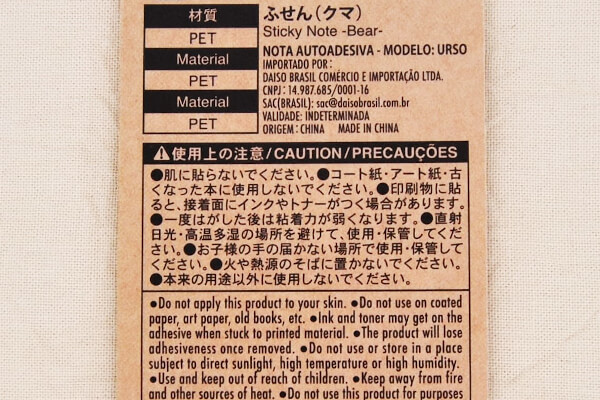 材質
PET
Material
PET
Material
PET
ふせん(クマ)
Sticky Note -Bear-
NOTA AUTOADESIVA - MODELO: URSO
IMPORTADO POR :
DAISO BRASIL COMÉRCIO E IMPORTAÇÃO LTDA.
CNPJ : 14.987.685/0001-16
SAC(BRASIL): sac@daisobrasil.com.br
VALIDADE: INDETERMINADA
ORIGEM : CHINA MADE IN CHINA
⚠使用上の注意/CAUTION/PRECAUÇÕES
●肌に貼らないでください。●コート紙・アート紙・古
くなった本に使用しないでください。●印刷物に貼
ると、接着面にインクやトナーがつく場合があります。
●一度はがした後は粘着力が弱くなります。●直射
日光・高温多湿の場所を避けて、使用・保管してくだ
さい。●お子様の手の届かない場所で使用・保管して
ください。●火や熱源のそばに置かないでください。
●本来の用途以外に使用しないでください。
●Do not apply this product to your skin. ●Do not use on coated
paper, art paper, old books, etc. ●Ink and toner may get on the
adhesive when stuck to printed material. ●The product will lose
adhesiveness once removed. ●Do not use or store in a place
subject to direct sunlight, high temperature or high humidity.
●Use and keep out of reach of children. ●Keep away from fire
and other sources of heat. ●Do not use this product for purposes